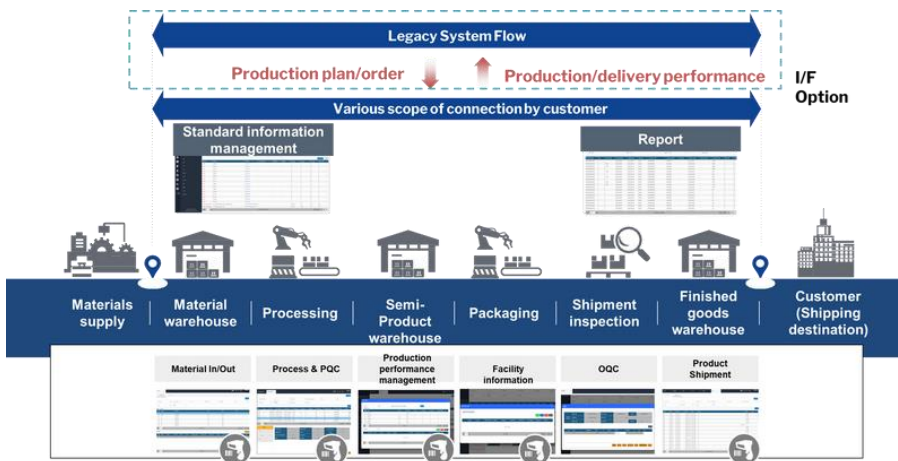 Legacy System Flow
Production plan/order
Production/delivery performance
I/F
Option
Various scope of connection by customer
Standard information
management
Report
Materials
supply
Material
warehouse
Processing
Semi-
Product
warehouse
Packaging
Shipment
inspection
Finished
goods
warehouse
Customer
(Shipping
destination)
Material In/Out
Process & PQC
Production
performance
management
Facility
information
OQC
Product
Shipment